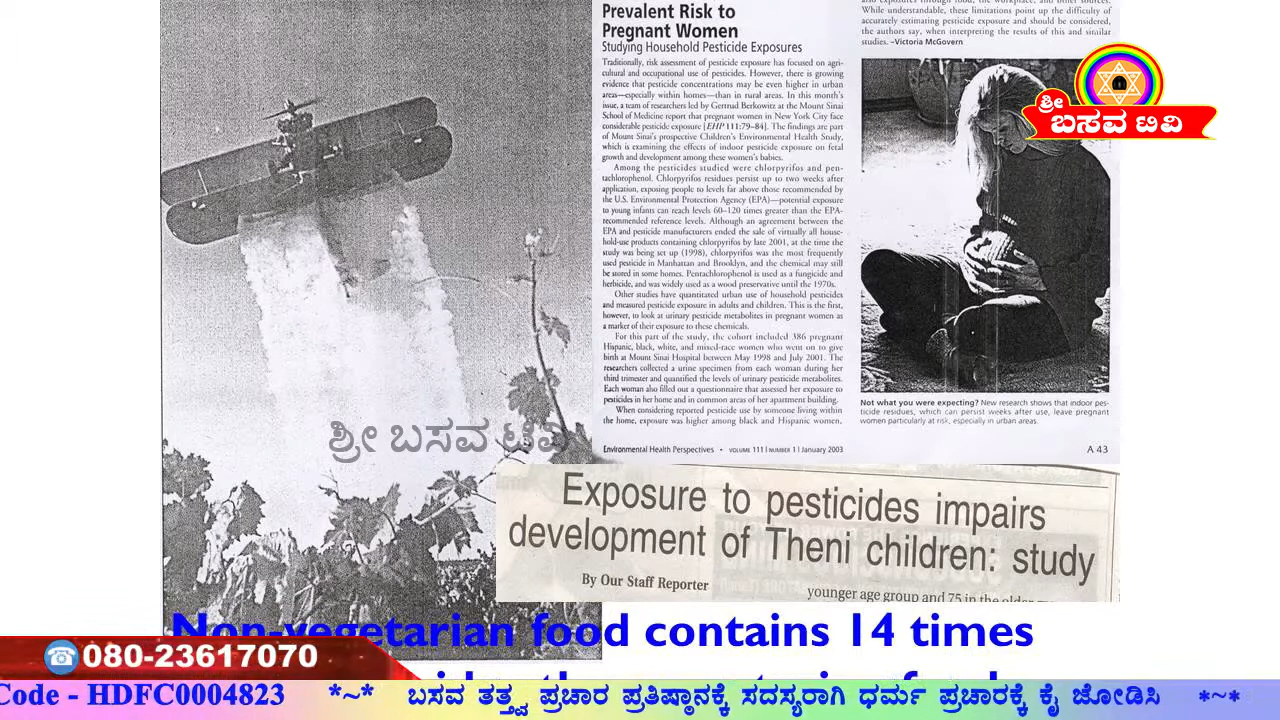 Prevalent Risk to
Pregnant Women
Studying Household Pesticide Exposures
Traditionally, risk assessment of pesticide exposure has focused on agri-
cultural and occupational use of pesticides. However, there is growing
evidence that pesticide concentrations may be even higher in urban
areas—especially within homes—than in rural areas. In this month's
issue, a team of researchers led by Gertrud Berkowitz at the Mount Sinai
School of Medicine report that pregnant women in New York City face
considerable pesticide exposure [EHP 111:79–84]. The findings are part
of Mount Sinai's prospective Children's Environmental Health Study,
which is examining the effects of indoor pesticide exposure on fetal
growth and development among these women's babies.
Among the pesticides studied were chlorpyrifos and pen-
tachlorophenol. Chlorpyrifos residues persist up to two weeks after
application, exposing people to levels far above those recommended by
the U.S. Environmental Protection Agency (EPA)—potential exposure
to young infants can reach levels 60–120 times greater than the EPA-
recommended reference levels. Although an agreement between the
EPA and pesticide manufacturers ended the sale of virtually all house-
hold-use products containing chlorpyrifos by late 2001, at the time the
study was being set up (1998), chlorpyrifos was the most frequently
used pesticide in Manhattan and Brooklyn, and the chemical may still
be stored in some homes. Pentachlorophenol is used as a fungicide and
herbicide, and was widely used as a wood preservative until the 1970s.
Other studies have quantitated urban use of household pesticides
and measured pesticide exposure in adults and children. This is the first,
however, to look at urinary pesticide metabolites in pregnant women as
a marker of their exposure to these chemicals.
For this part of the study, the cohort included 386 pregnant
Hispanic, black, white, and mixed-race women who went on to give
birth at Mount Sinai Hospital between May 1998 and July 2001. The
researchers collected a urine specimen from each woman during her
third trimester and quantified the levels of urinary pesticide metabolites.
Each woman also filled out a questionnaire that assessed her exposure to
pesticides in her home and in common areas of her apartment building.
When considering reported pesticide use by someone living within
the home, exposure was higher among black and Hispanic women,
While understandable, these limitations point up the difficulty of
accurately estimating pesticide exposure and should be considered,
the authors say, when interpreting the results of this and similar
studies. –Victoria McGovern
ಶ್ರೀ
ಬಸವ ಟಿವಿ
Not what you were expecting? New research shows that indoor pes-
ticide residues, which can persist weeks after use, leave pregnant
women particularly at risk, especially in urban areas.
Environmental Health Perspectives • VOLUME 111 | NUMBER 1 | January 2003
A 43
ಶ್ರೀ ಬಸವ ಟಿವಿ
Exposure to pesticides impairs
development of Theni children: study
By Our Staff Reporter
younger age group and 75 in the older
Non-vegetarian food contains 14 times
080-23617070
Code - HDFC0004823 *~* ಬಸವ ತತ್ತ್ವ ಪ್ರಚಾರ ಪ್ರತಿಷ್ಠಾನಕ್ಕೆ ಸದಸ್ಯರಾಗಿ ಧರ್ಮ ಪ್ರಚಾರಕ್ಕೆ ಕೈ ಜೋಡಿಸಿ *~*